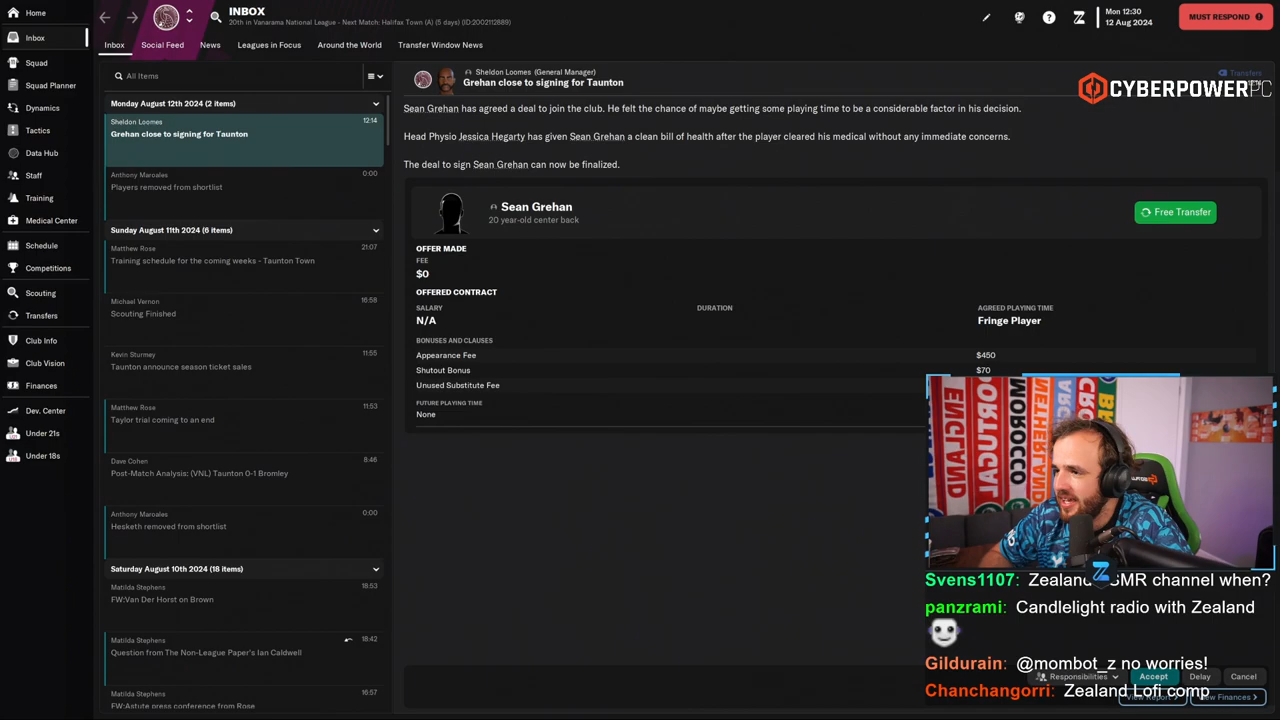 Home
Inbox
Squad
Squad Planner
Dynamics
Tactics
Data Hub
Staff
Training
Medical Center
Schedule
Competitions
Scouting
Transfers
Club Info
Club Vision
Finances
Dev. Center
Under 21s
Under 18s
INBOX
20th in Vanarama National League - Next Match: Halifax Town (A) (5 days) (ID:2002112889)
Mon 12:30
12 Aug 2024
MUST RESPOND
Inbox
Social Feed
News
Leagues in Focus
Around the World
Transfer Window News
All Items
Monday August 12th 2024 (2 items)
Sheldon Loomes 12:14
Grehan close to signing for Taunton
Anthony Maroales 0:00
Players removed from shortlist
Sunday August 11th 2024 (6 items)
Matthew Rose 21:07
Training schedule for the coming weeks - Taunton Town
Michael Vernon 16:58
Scouting Finished
Kevin Sturmey 11:55
Taunton announce season ticket sales
Matthew Rose 11:53
Taylor trial coming to an end
Dave Cohen 8:46
Post-Match Analysis: (VNL) Taunton 0-1 Bromley
Anthony Maroales 0:00
Hesketh removed from shortlist
Saturday August 10th 2024 (18 items)
Matilda Stephens 18:53
FW:Van Der Horst on Brown
Matilda Stephens 18:42
Question from The Non-League Paper's Ian Caldwell
Matilda Stephens 16:57
FW:Astute press conference from Rose
Sheldon Loomes (General Manager)
Grehan close to signing for Taunton
Transfers
CYBERPOWERPC
Sean Grehan has agreed a deal to join the club. He felt the chance of maybe getting some playing time to be a considerable factor in his decision.
Head Physio Jessica Hegarty has given Sean Grehan a clean bill of health after the player cleared his medical without any immediate concerns.
The deal to sign Sean Grehan can now be finalized.
Sean Grehan
20 year-old center back
Free Transfer
OFFER MADE
FEE
$0
OFFERED CONTRACT
SALARY DURATION AGREED PLAYING TIME
N/A Fringe Player
BONUSES AND CLAUSES
Appearance Fee $450
Shutout Bonus $70
Unused Substitute Fee
FUTURE PLAYING TIME
None
ENGLAND
PORTUGAL
MOROCCO
NETHERLAND
Svens1107: Zealand SMR channel when?
panzrami: Candlelight radio with Zealand
Gildurain: @mombot_z no worries!
Chanchangorri: Zealand Lofi comp
Responsibilities
Accept
Delay
Cancel
View Report
View Finances